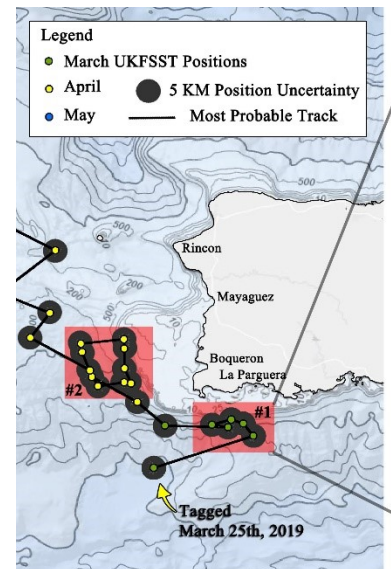 Legend
March UKFSST Positions
April
5 KM Position Uncertainty
May
Most Probable Track
500
500
Rincon
Mayaguez
Boqueron
La Parguera
#2
#1
Tagged
March 25th, 2019